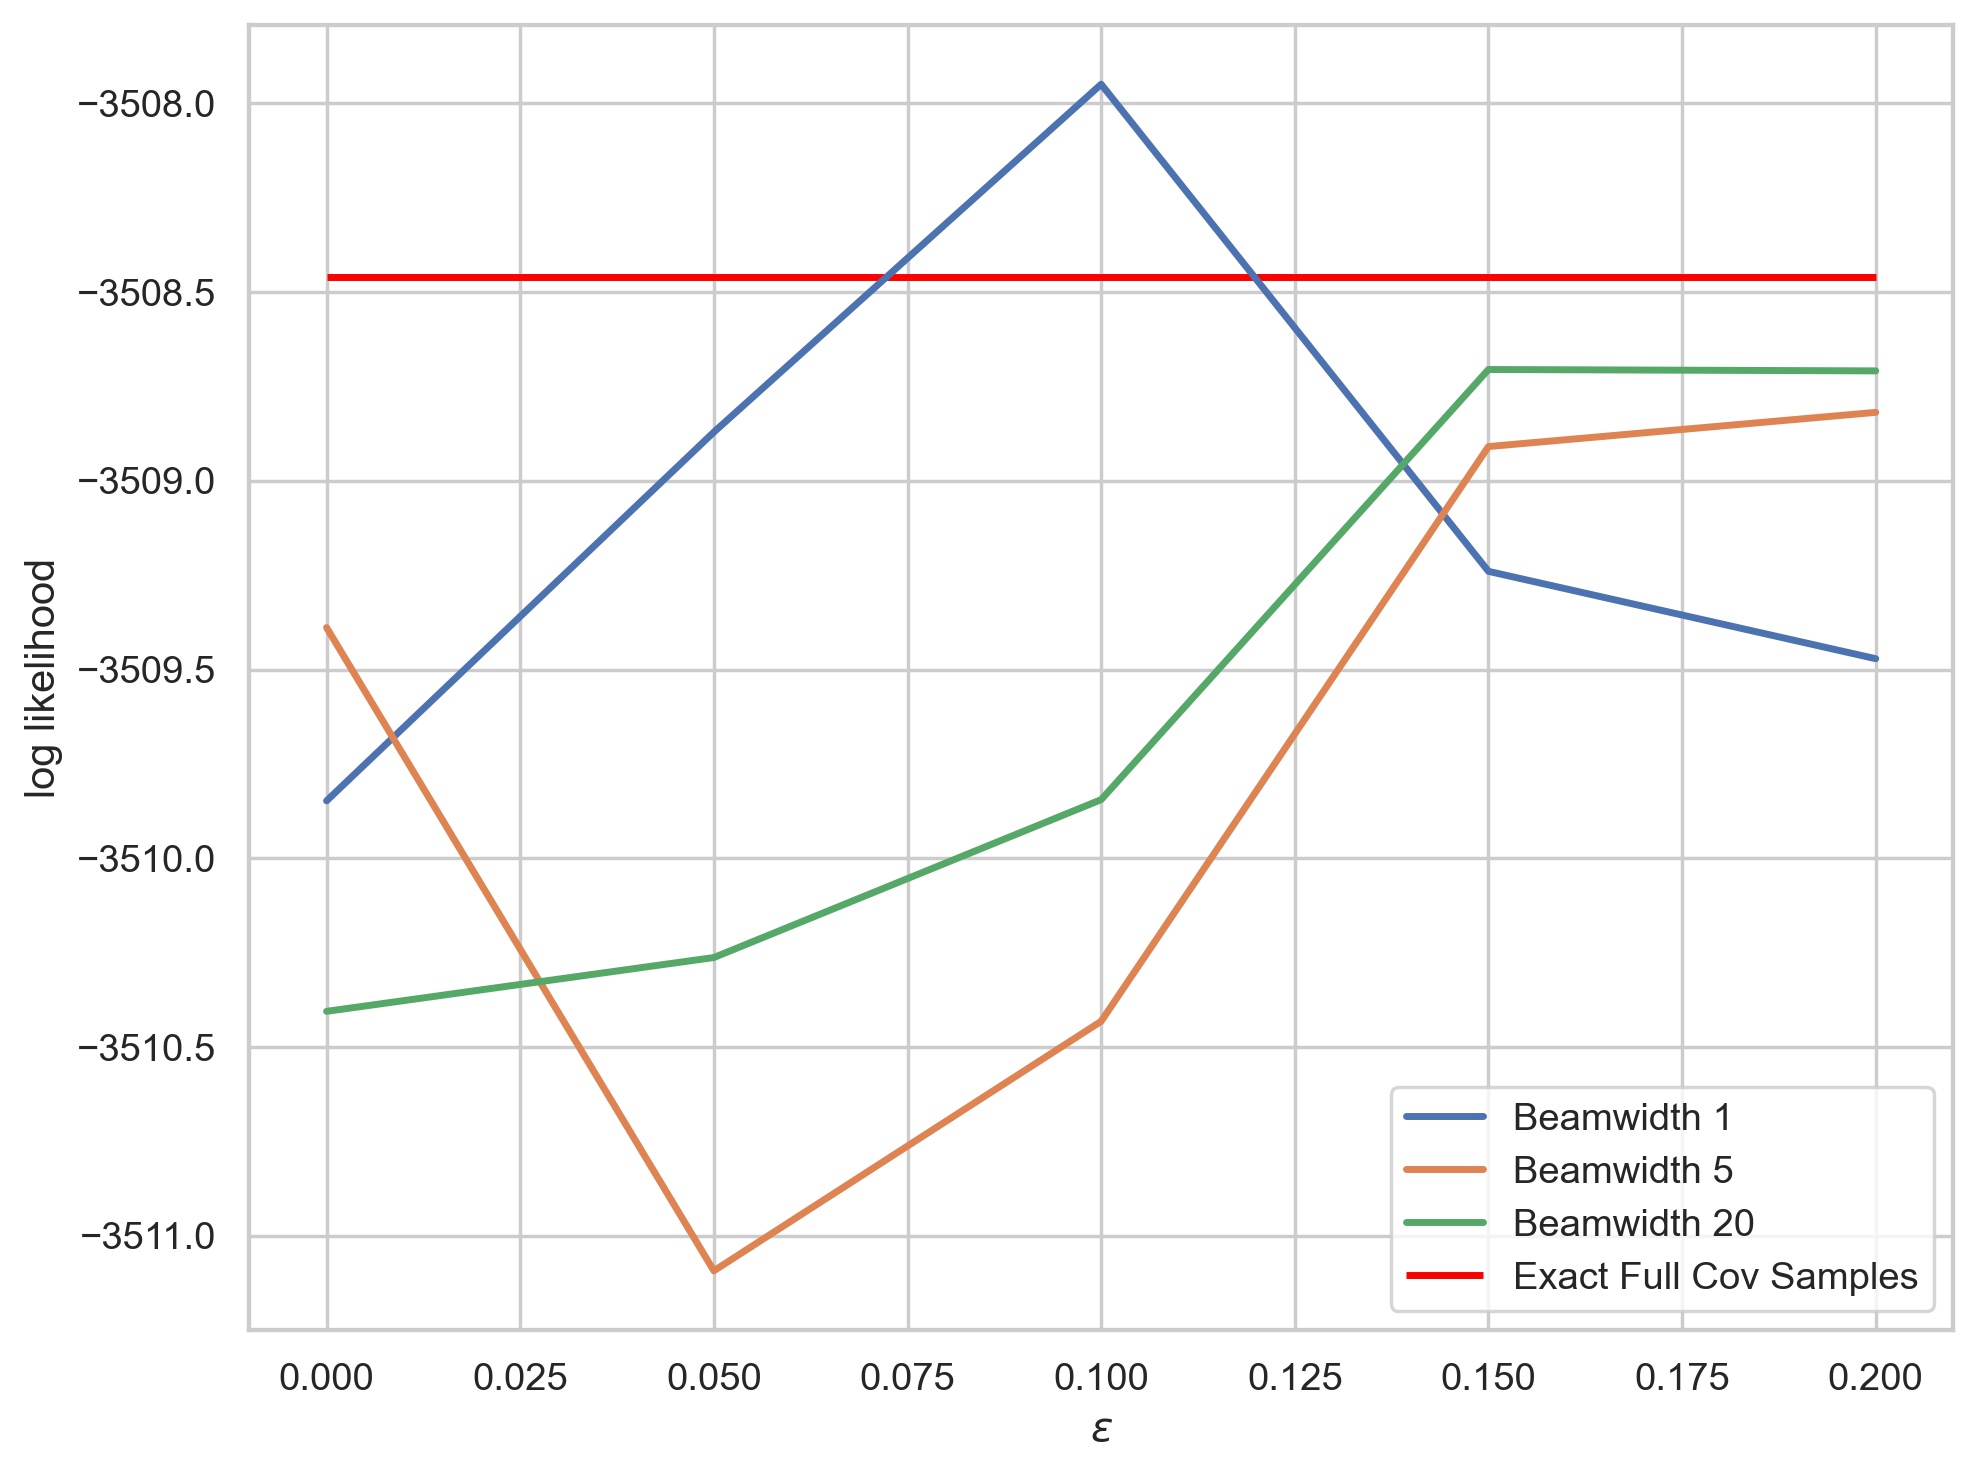 −3508.0
−3508.5
−3509.0
−3509.5
−3510.0
−3510.5
−3511.0
log likelihood
0.000 0.025 0.050 0.075 0.100 0.125 0.150 0.175 0.200
ε
Beamwidth 1
Beamwidth 5
Beamwidth 20
Exact Full Cov Samples